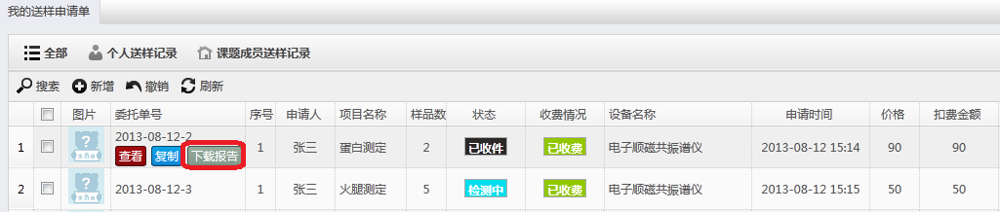 我的送样申请单
全部 个人送样记录 课题成员送样记录
搜索 新增 撤销 刷新
图片 委托单号 序号 申请人 项目名称 样品数 状态 收费情况 设备名称 申请时间 价格 扣费金额
1 2013-08-12-2 1 张三 蛋白测定 2 已收件 已收费 电子顺磁共振谱仪 2013-08-12 15:14 90 90
查看 复制 下载报告
2 2013-08-12-3 1 张三 火腿测定 5 检测中 已收费 电子顺磁共振谱仪 2013-08-12 15:15 50 50